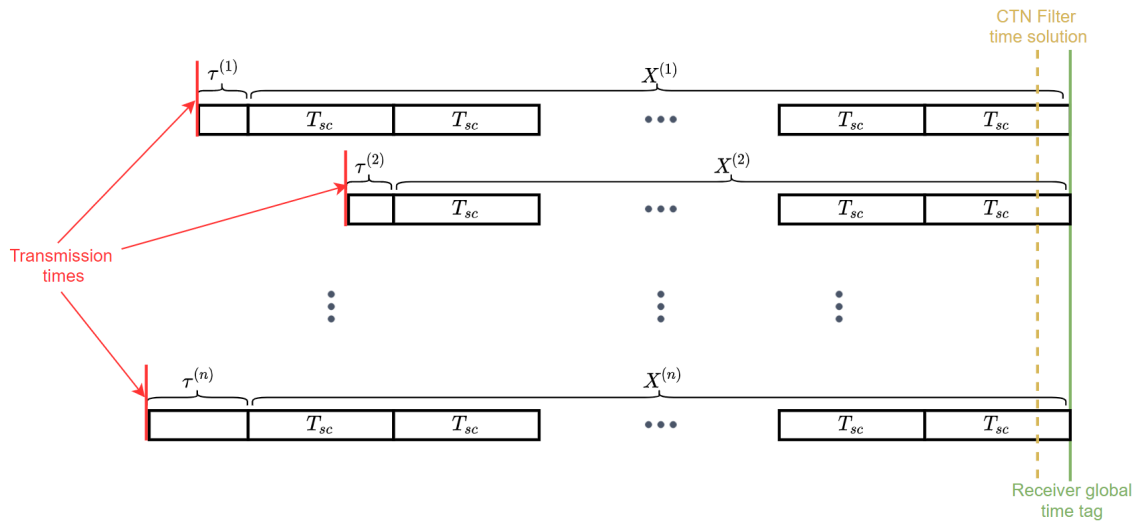 CTN Filter
time solution
τ^(1)
X^(1)
T_sc T_sc T_sc T_sc
τ^(2)
X^(2)
T_sc T_sc T_sc
Transmission
times
τ^(n)
X^(n)
T_sc T_sc T_sc T_sc
Receiver global
time tag